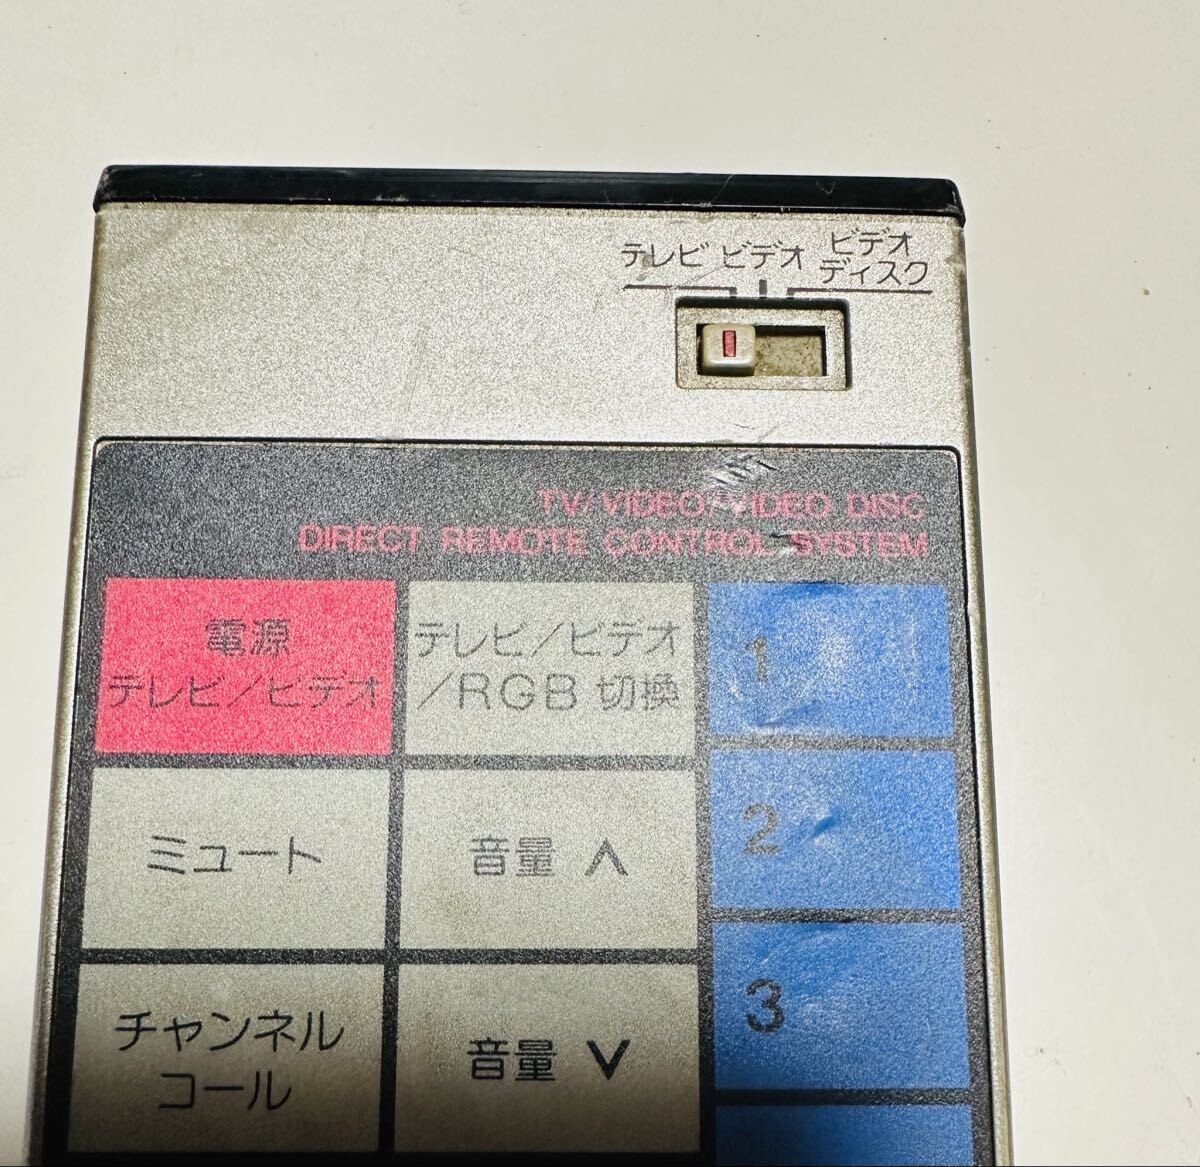 テレビ ビデオ ビデオ
ディスク
TV/VIDEO/VIDEO DISC
DIRECT REMOTE CONTROL SYSTEM
電源
テレビ/ビデオ
テレビ/ビデオ
/RGB 切換
1
ミュート
音量 ∧
2
チャンネル
コール
音量 ∨
3